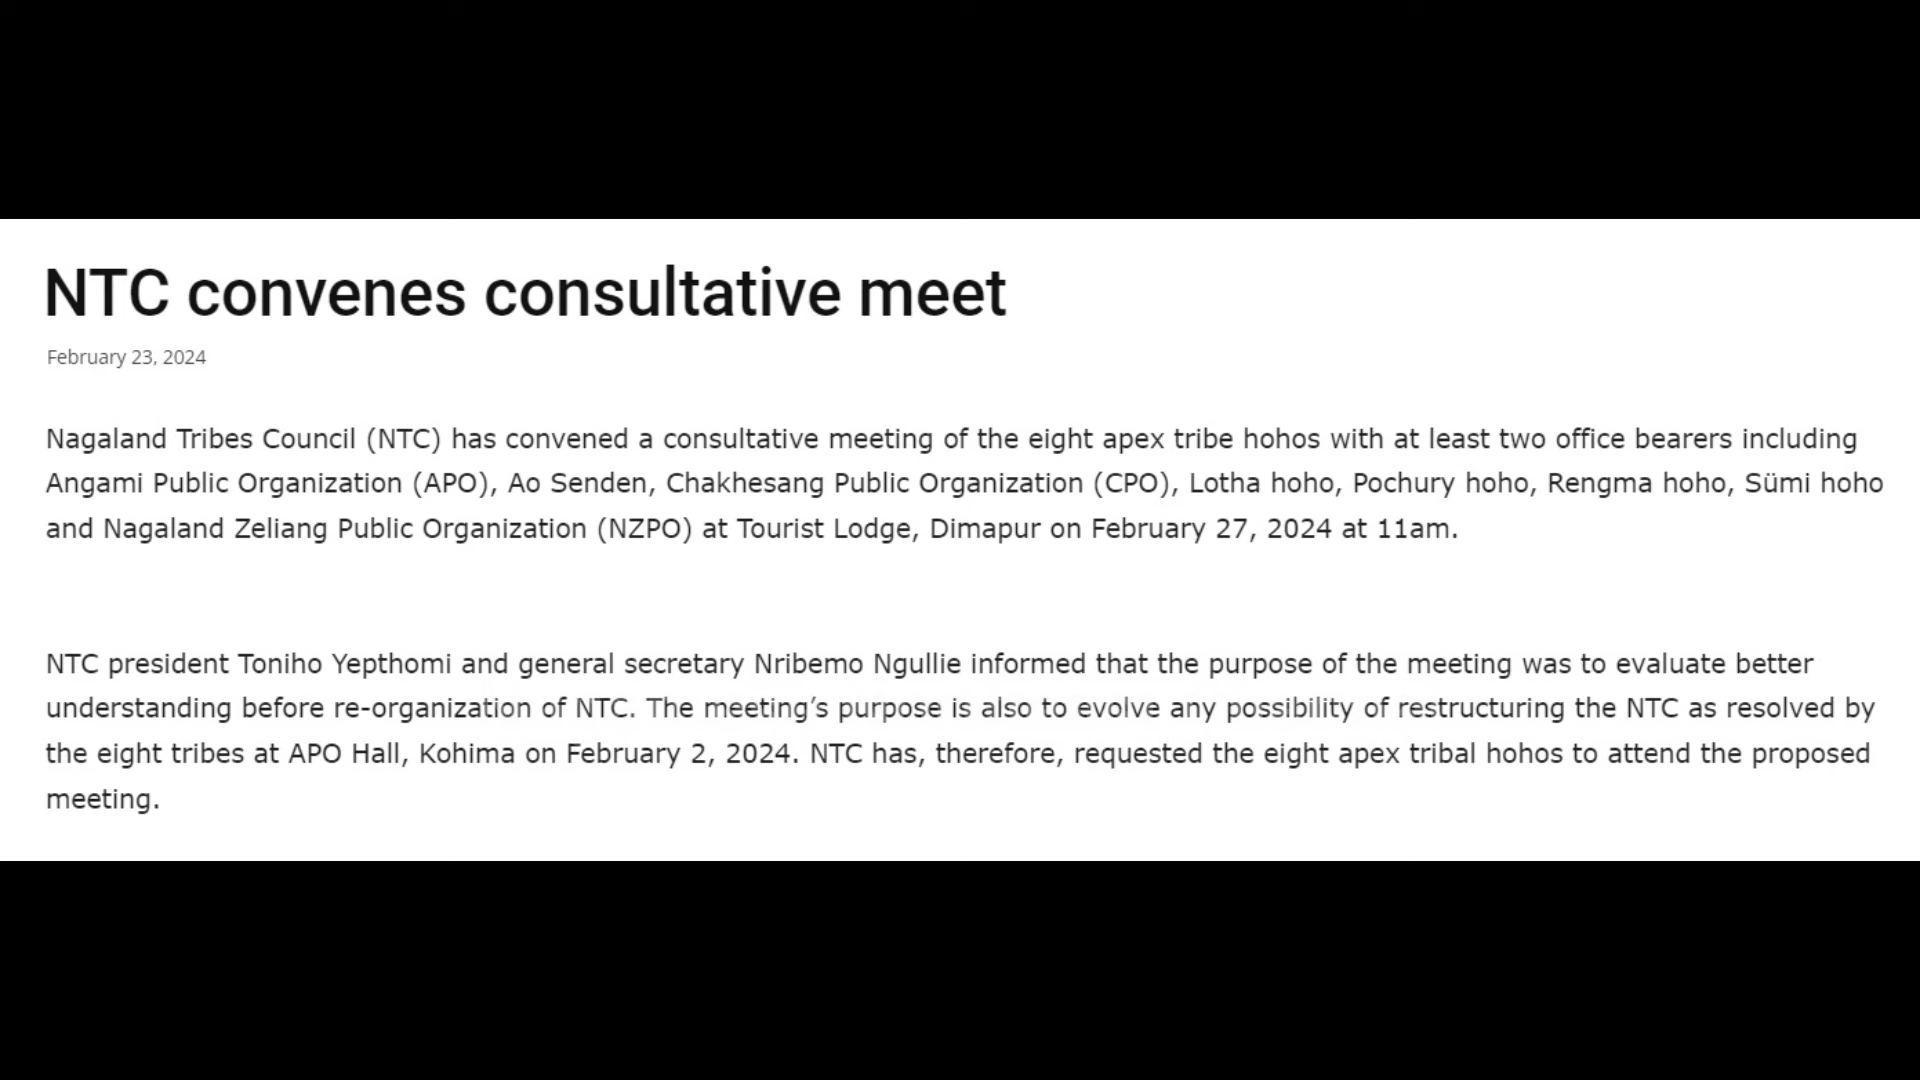 NTC convenes consultative meet
February 23, 2024
Nagaland Tribes Council (NTC) has convened a consultative meeting of the eight apex tribe hohos with at least two office bearers including
Angami Public Organization (APO), Ao Senden, Chakhesang Public Organization (CPO), Lotha hoho, Pochury hoho, Rengma hoho, Sümi hoho
and Nagaland Zeliang Public Organization (NZPO) at Tourist Lodge, Dimapur on February 27, 2024 at 11am.
NTC president Toniho Yepthomi and general secretary Nribemo Ngullie informed that the purpose of the meeting was to evaluate better
understanding before re-organization of NTC. The meeting’s purpose is also to evolve any possibility of restructuring the NTC as resolved by
the eight tribes at APO Hall, Kohima on February 2, 2024. NTC has, therefore, requested the eight apex tribal hohos to attend the proposed
meeting.